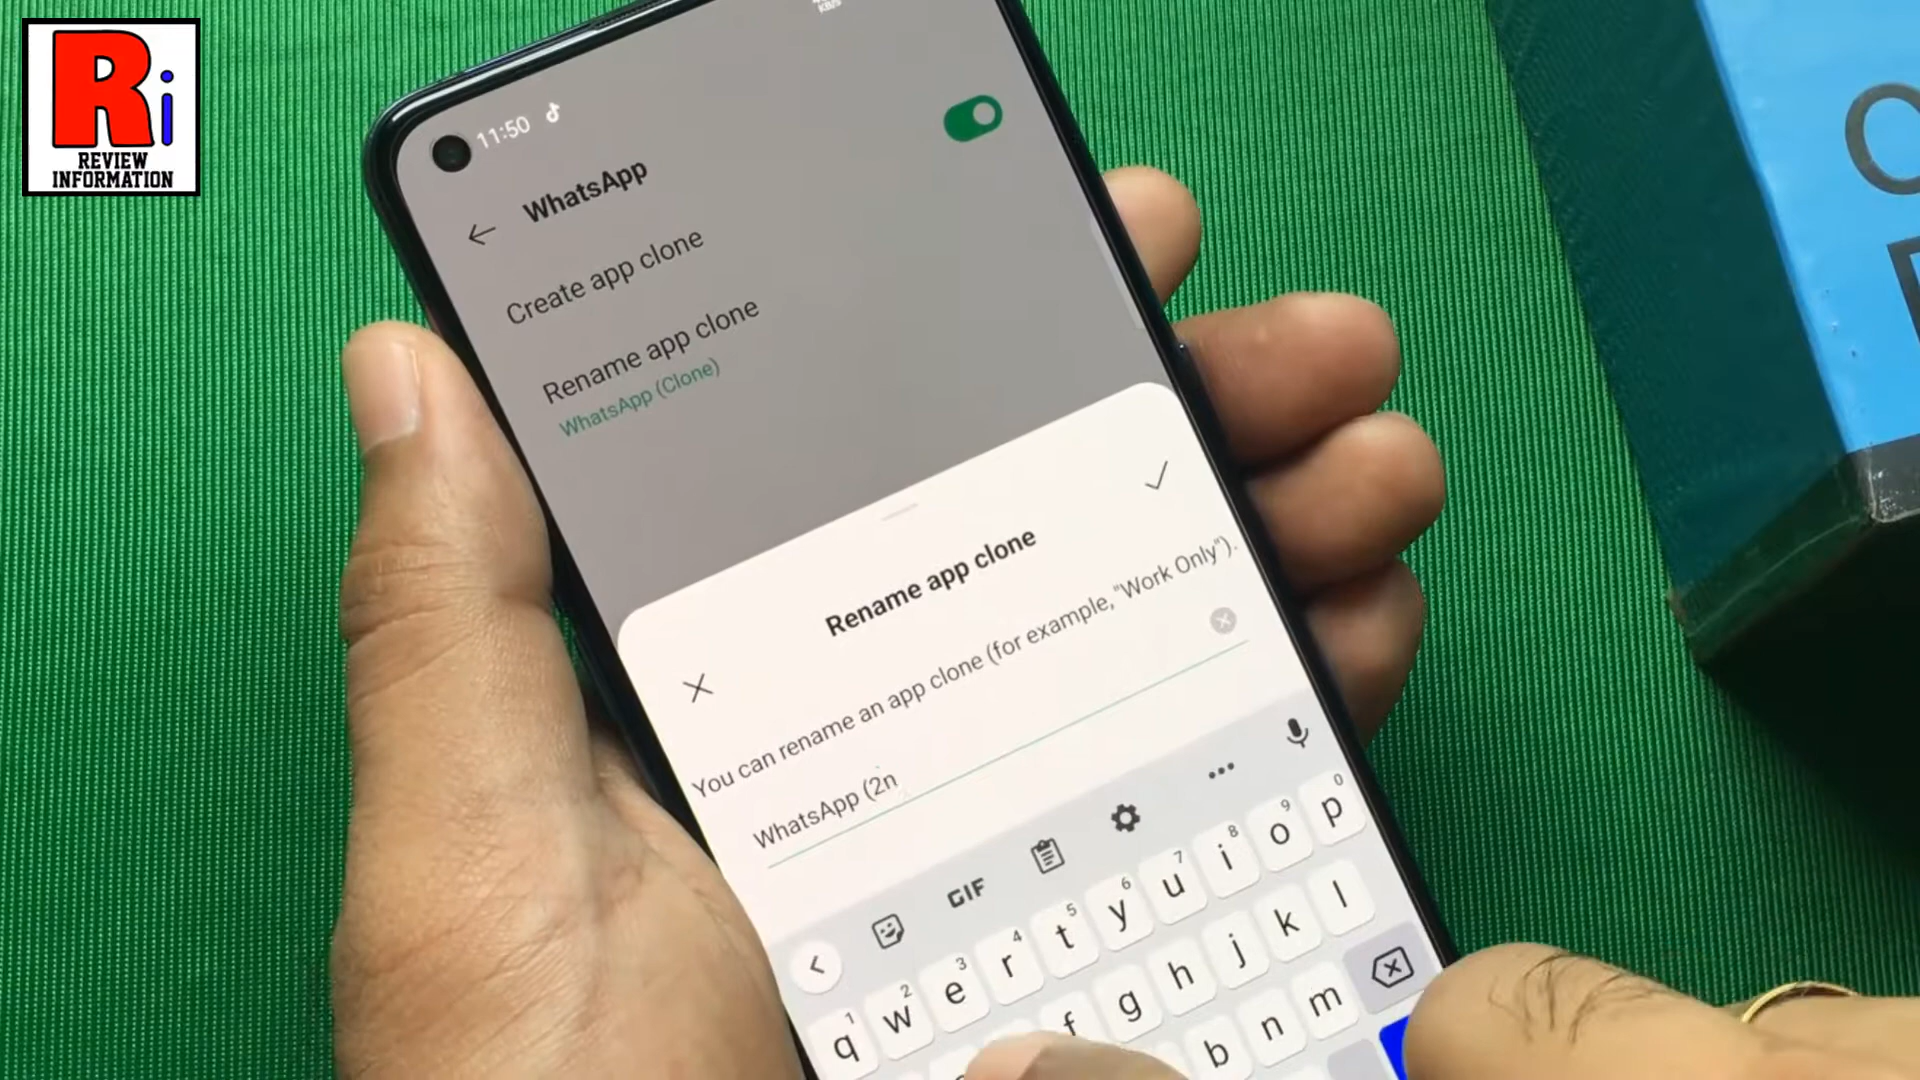 Ri
REVIEW
INFORMATION
11:50
KB/S
WhatsApp
Create app clone
Rename app clone
WhatsApp (Clone)
Rename app clone
You can rename an app clone (for example, "Work Only").
WhatsApp (2n
GIF
1 2 3 4 5 6 7 8 9 0
q w e r t y u i o p
f g h j k l
b n m